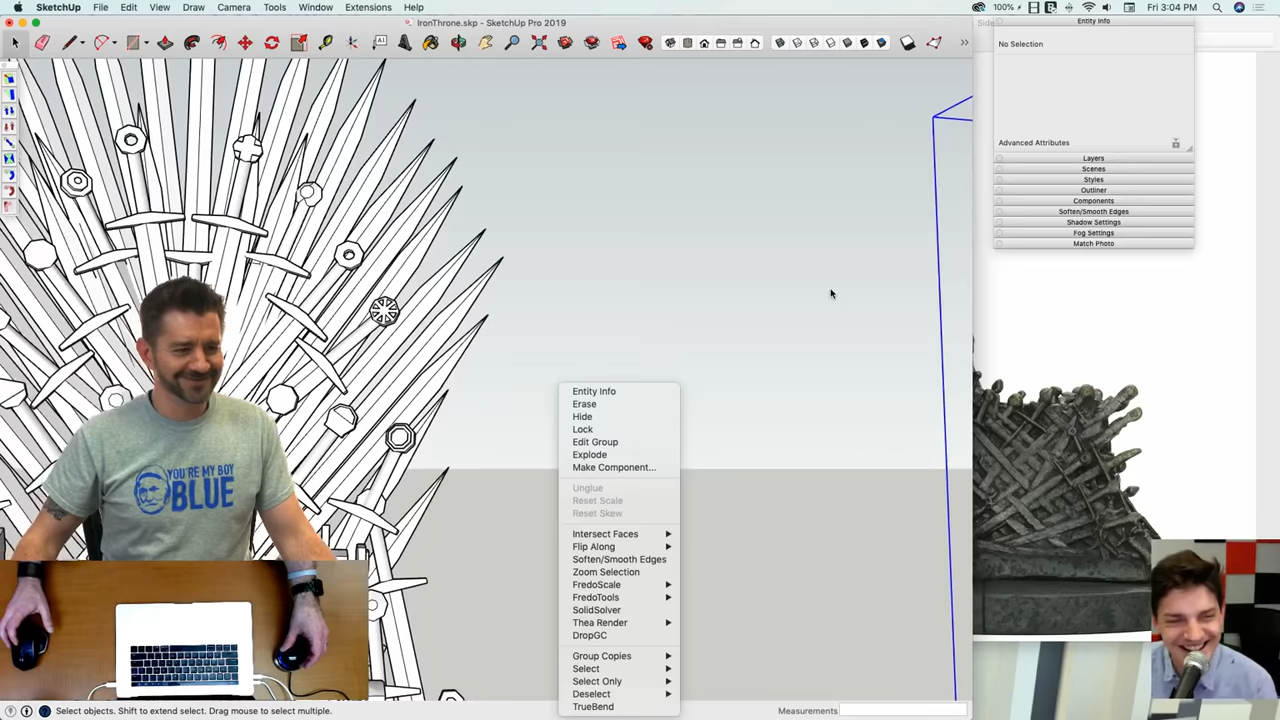 SketchUp File Edit View Draw Camera Tools Window Extensions Help
100% Fri 3:04 PM
IronThrone.skp - SketchUp Pro 2019
Side
Entity Info
No Selection
Advanced Attributes
Layers
Scenes
Styles
Outliner
Components
Soften/Smooth Edges
Shadow Settings
Fog Settings
Match Photo
Entity Info
Erase
Hide
Lock
Edit Group
Explode
Make Component...
Unglue
Reset Scale
Reset Skew
Intersect Faces
Flip Along
Soften/Smooth Edges
Zoom Selection
FredoScale
FredoTools
SolidSolver
Thea Render
DropGC
Group Copies
Select
Select Only
Deselect
TrueBend
YOU'RE MY BOY
BLUE
Select objects. Shift to extend select. Drag mouse to select multiple.
Measurements